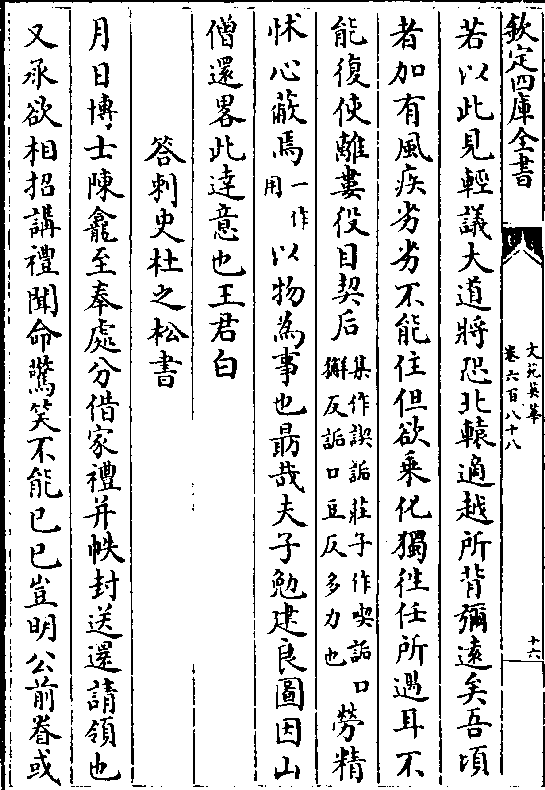 欽定四庫全書
文苑英華
卷六百八十八
十六
若以此見輕議大道將恐北轅適越所背彌遠矣吾頃
者加有風疾劣劣不能住但欲乘化獨往任所遇耳不
能復使離婁役目契后集作謑詬莊子作喫詬口懈反詬口豆反多力也勞精
怵心蔽焉一作用以物為事也勗哉夫子勉建良圖因山
僧還畧此達意也王君白
答刺史杜之松書
月日博士陳龕至奉處分借家禮并帙封送還請領也
又承欲相招講禮聞命驚笑不能已已豈明公前眷或